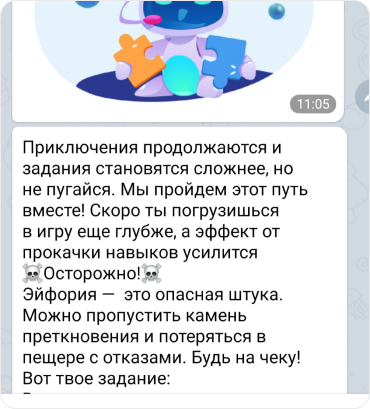 11:05
Приключения продолжаются и
задания становятся сложнее, но
не пугайся. Мы пройдем этот путь
вместе! Скоро ты погрузишься
в игру еще глубже, а эффект от
прокачки навыков усилится
☠️Осторожно!☠️
Эйфория — это опасная штука.
Можно пропустить камень
преткновения и потеряться в
пещере с отказами. Будь на чеку!
Вот твое задание: